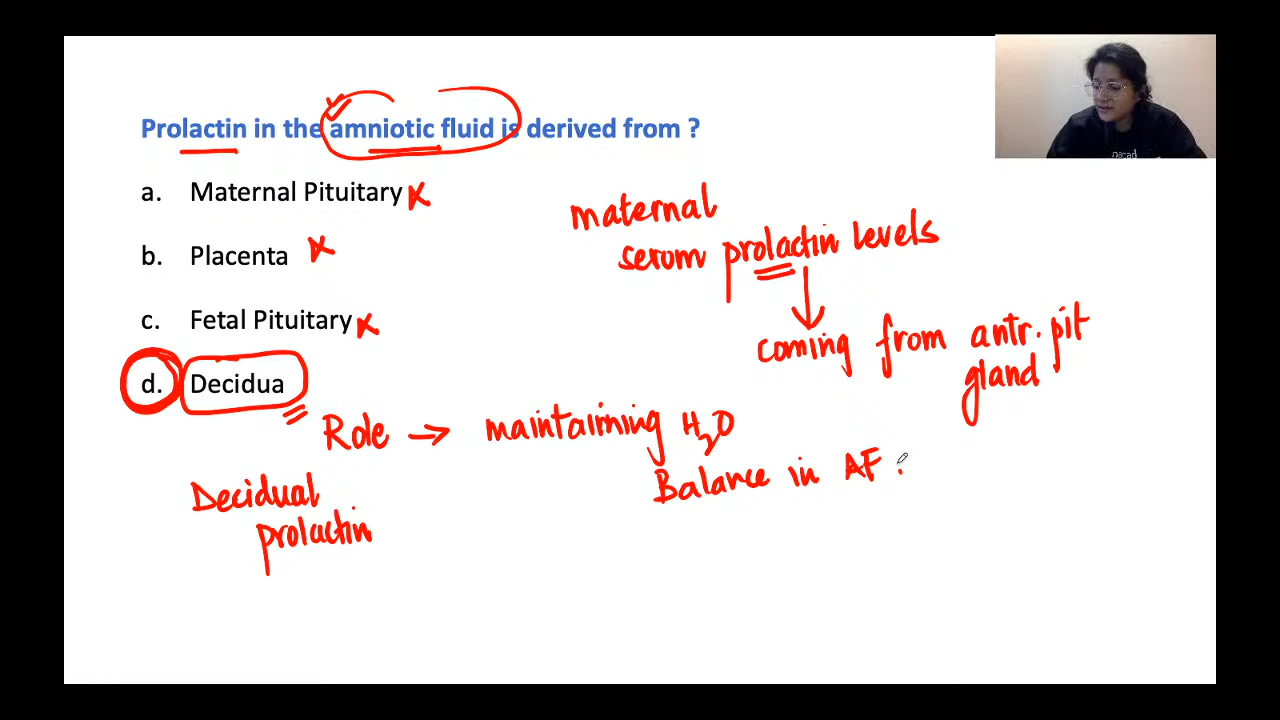 Prolactin in the amniotic fluid is derived from ?
a. Maternal Pituitary
b. Placenta
c. Fetal Pituitary
d. Decidua
maternal
serum prolactin levels
coming from antr. pit
gland
Role → maintaining H2O
Balance in AF.
Decidual
prolactin